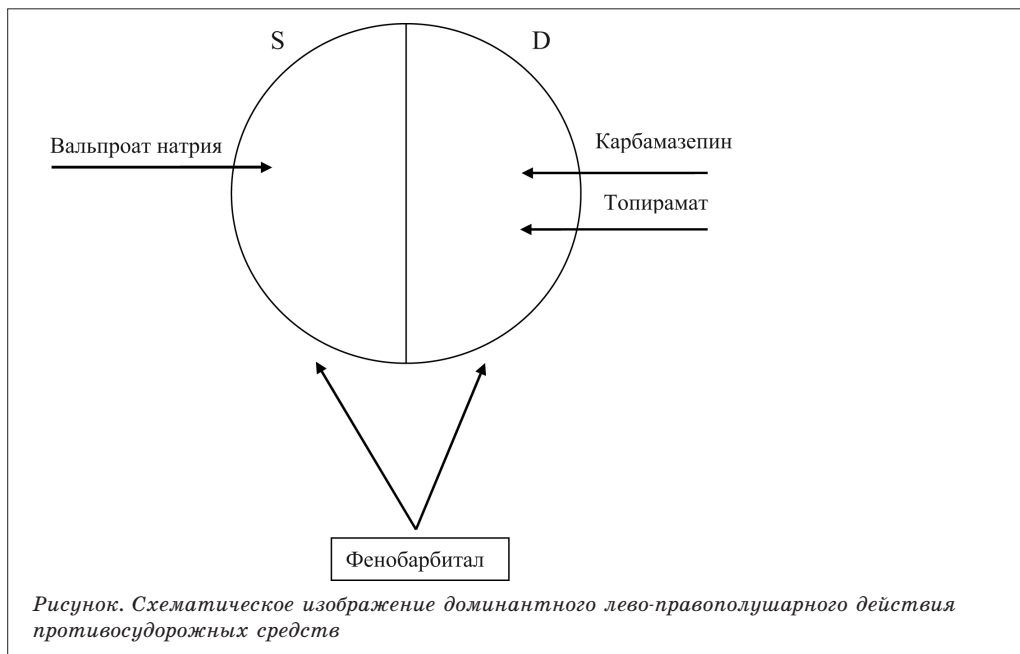 S
D
Вальпроат натрия
Карбамазепин
Топирамат
Фенобарбитал
Рисунок. Схематическое изображение доминантного лево-правополушарного действия
противосудорожных средств